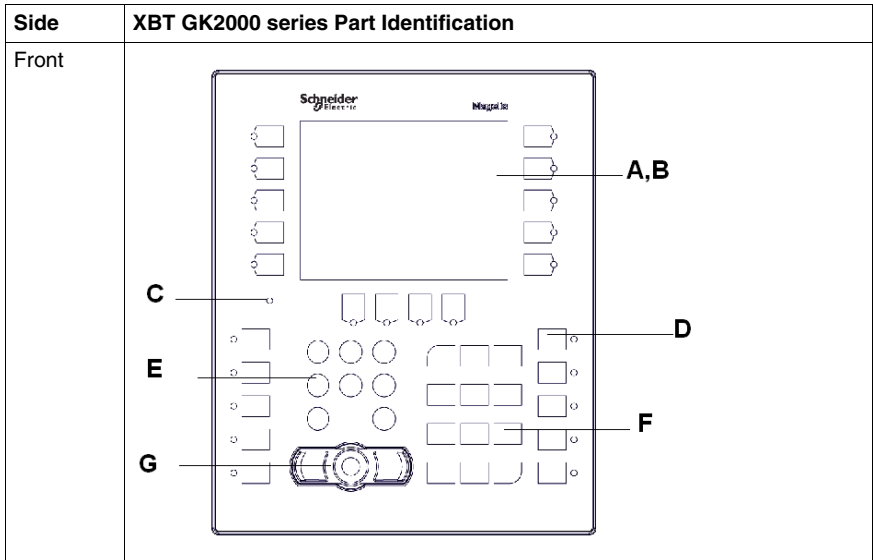 Side XBT GK2000 series Part Identification
Front
Schneider
Electric
Magelis
A,B
C
D
E
F
G